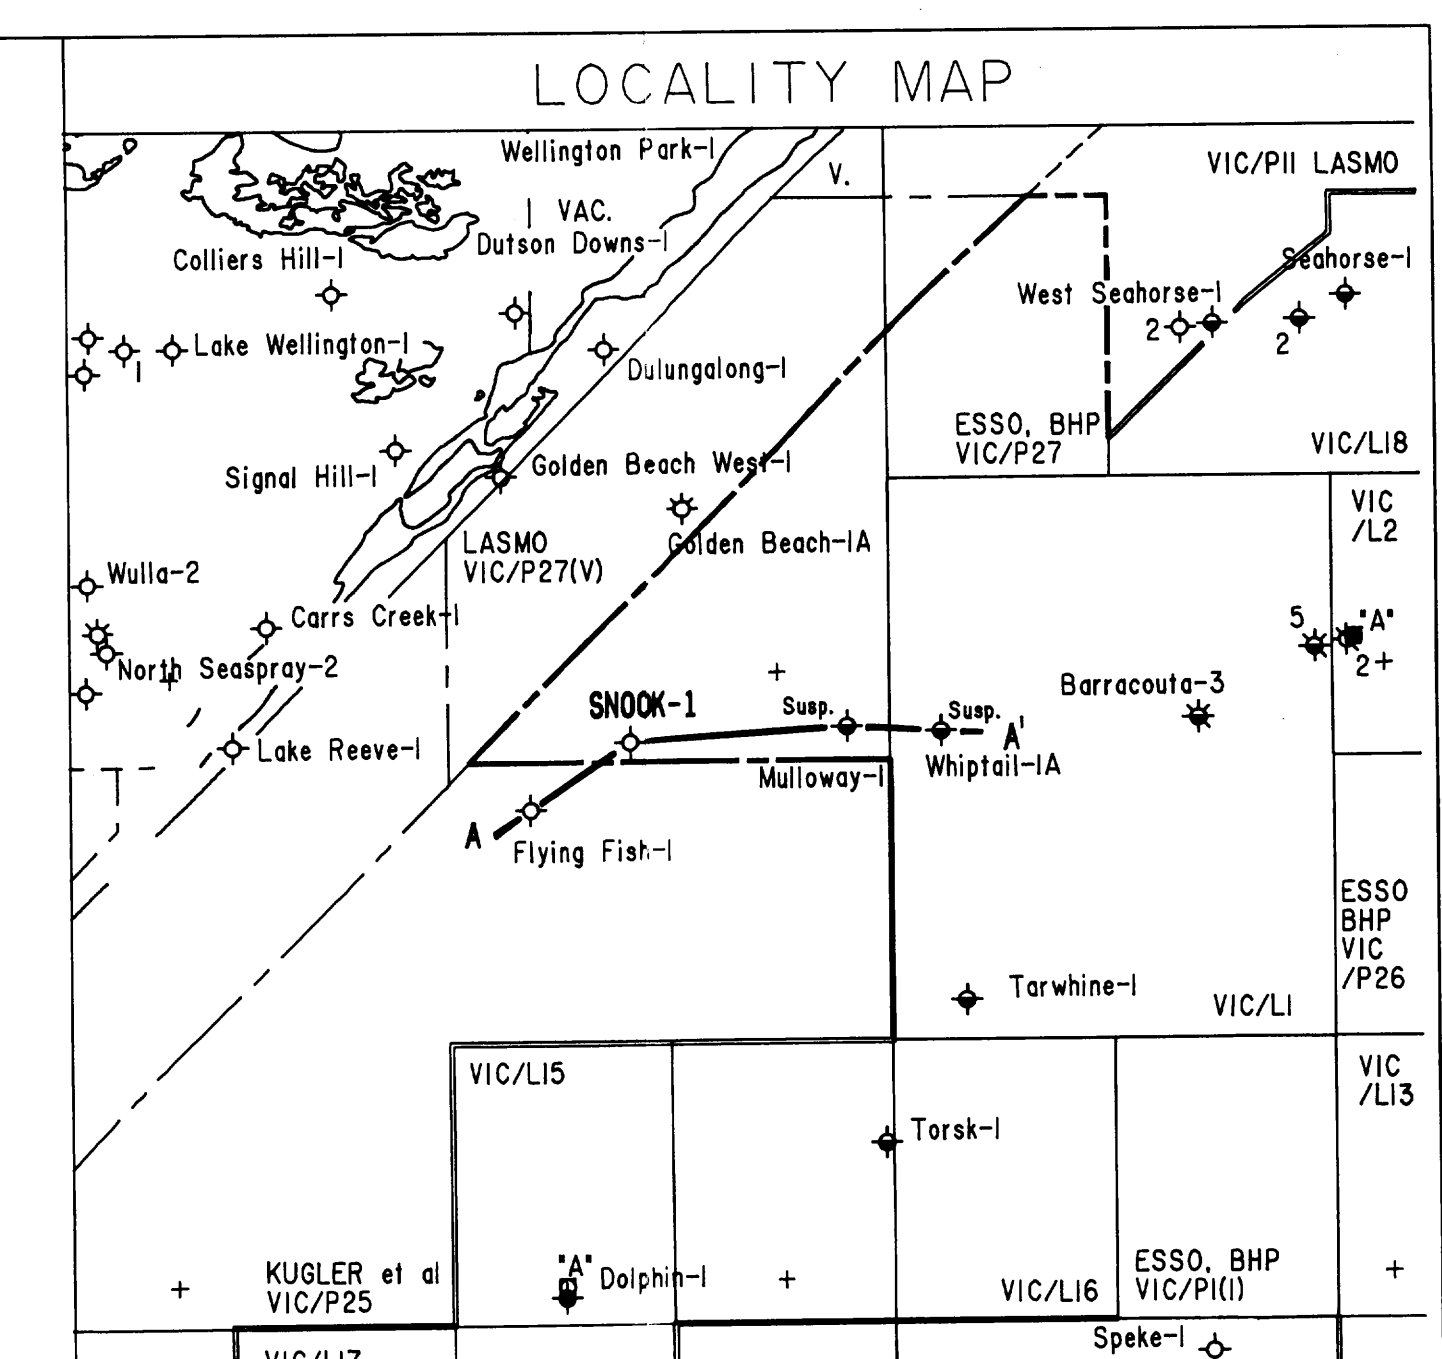 LOCALITY MAP
Wellington Park-1
V.
VIC/P11 LASMO
VAC.
Dutson Downs-1
Colliers Hill-1
Seahorse-1
West Seahorse-1
2
2
Lake Wellington-1
1
Dulungalong-1
ESSO, BHP
VIC/P27
VIC/L18
Signal Hill-1
Golden Beach West-1
VIC
/L2
Golden Beach-1A
LASMO
VIC/P27(V)
Wulla-2
Carrs Creek-1
5
"A"
2
North Seaspray-2
Barracouta-3
SNOOK-1
Susp.
Susp.
A'
Lake Reeve-1
Mulloway-1
Whiptail-1A
A
Flying Fish-1
ESSO
BHP
VIC
/P26
Tarwhine-1
VIC/L1
VIC/L15
VIC
/L13
Torsk-1
"A"
Dolphin-1
KUGLER et al
VIC/P25
VIC/L16
ESSO, BHP
VIC/P1(1)
Speke-1
VIC/L17